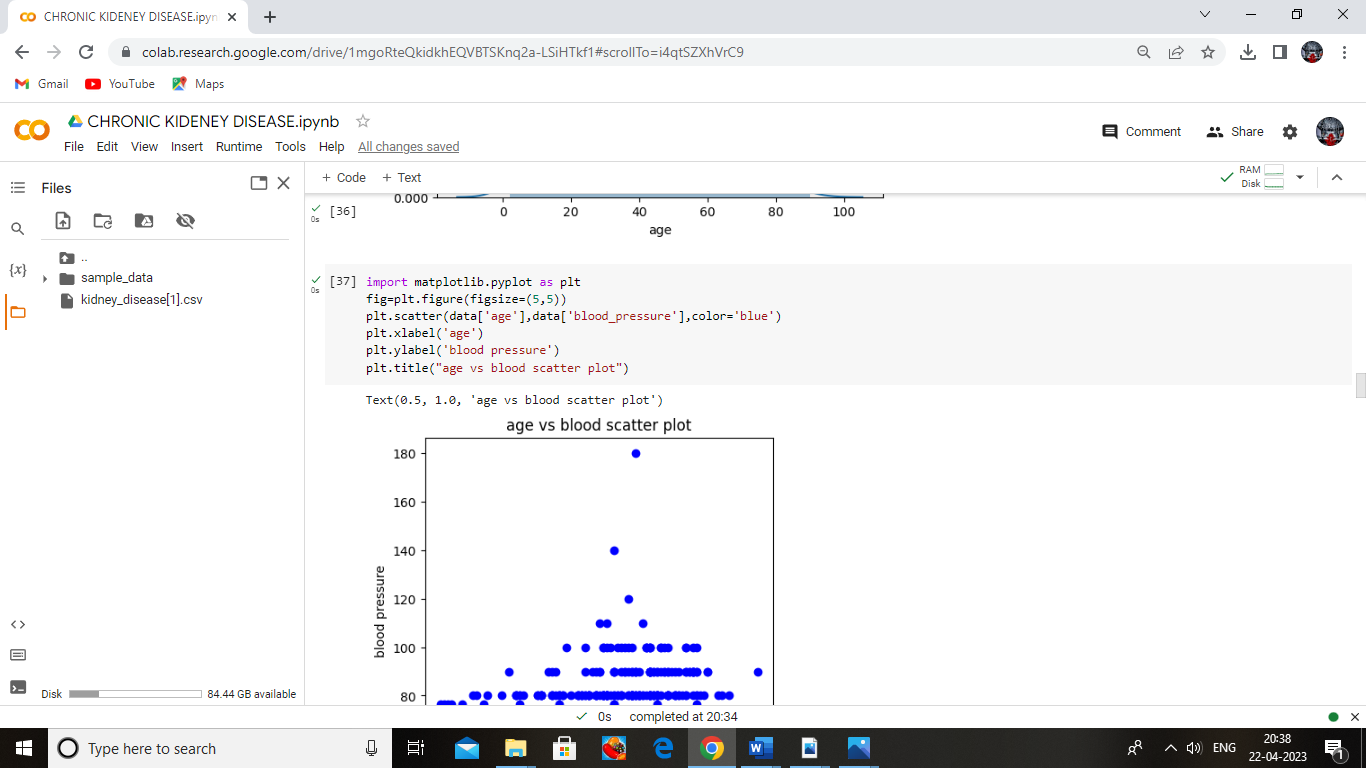 CHRONIC KIDENEY DISEASE.ipyn
colab.research.google.com/drive/1mgoRteQkidkhEQVBTSKnq2a-LSiHTkf1#scrollTo=i4qtSZXhVrC9
Gmail YouTube Maps
CHRONIC KIDENEY DISEASE.ipynb
Comment Share
File Edit View Insert Runtime Tools Help All changes saved
Files
+ Code + Text
RAM
Disk
..
sample_data
kidney_disease[1].csv
0s
[36]
0.000
0 20 40 60 80 100
age
0s
[37] import matplotlib.pyplot as plt
fig=plt.figure(figsize=(5,5))
plt.scatter(data['age'],data['blood_pressure'],color='blue')
plt.xlabel('age')
plt.ylabel('blood pressure')
plt.title("age vs blood scatter plot")
Text(0.5, 1.0, 'age vs blood scatter plot')
age vs blood scatter plot
180
160
140
120
100
80
blood pressure
Disk 84.44 GB available
0s completed at 20:34
Type here to search
ENG
20:38
22-04-2023
1